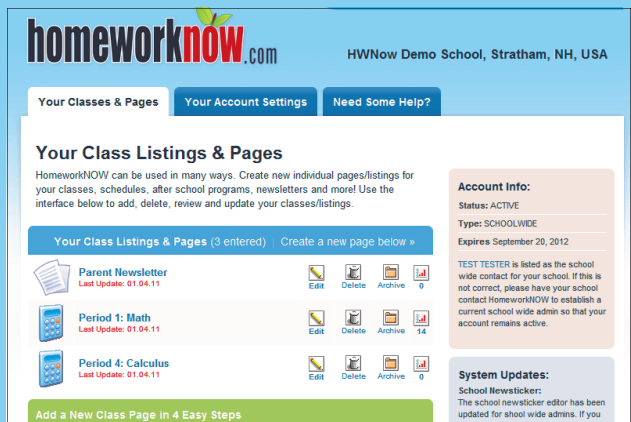 homeworknow.com
HWNow Demo School, Stratham, NH, USA
Your Classes & Pages
Your Account Settings
Need Some Help?
Your Class Listings & Pages
HomeworkNOW can be used in many ways. Create new individual pages/listings for
your classes, schedules, after school programs, newsletters and more! Use the
interface below to add, delete, review and update your classes/listings.
Your Class Listings & Pages (3 entered) | Create a new page below »
Parent Newsletter
Last Update: 01.04.11
Edit
Delete
Archive
0
Period 1: Math
Last Update: 01.04.11
Edit
Delete
Archive
14
Period 4: Calculus
Last Update: 01.04.11
Edit
Delete
Archive
0
Add a New Class Page in 4 Easy Steps
Account Info:
Status: ACTIVE
Type: SCHOOLWIDE
Expires September 20, 2012
TEST TESTER is listed as the school
wide contact for your school. If this is
not correct, please have your school
contact HomeworkNOW to establish a
current school wide admin so that your
account remains active.
System Updates:
School Newsticker:
The school newsticker editor has been
updated for shool wide admins. If you